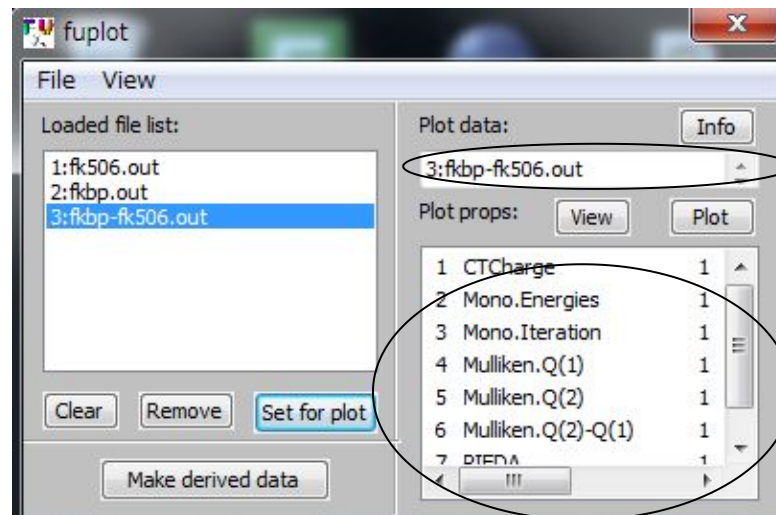 fuplot
File View
Loaded file list:
1:fk506.out
2:fkbp.out
3:fkbp-fk506.out
Clear Remove Set for plot
Make derived data
Plot data: Info
3:fkbp-fk506.out
Plot props: View Plot
1 CTCharge 1
2 Mono.Energies 1
3 Mono.Iteration 1
4 Mulliken.Q(1) 1
5 Mulliken.Q(2) 1
6 Mulliken.Q(2)-Q(1) 1
7 PIEDA 1